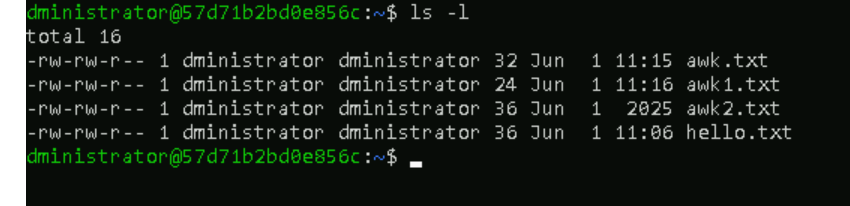 dministrator@57d71b2bd0e856c:~$ ls -l
total 16
-rw-rw-r-- 1 dministrator dministrator 32 Jun  1 11:15 awk.txt
-rw-rw-r-- 1 dministrator dministrator 24 Jun  1 11:16 awk1.txt
-rw-rw-r-- 1 dministrator dministrator 36 Jun  1  2025 awk2.txt
-rw-rw-r-- 1 dministrator dministrator 36 Jun  1 11:06 hello.txt
dministrator@57d71b2bd0e856c:~$